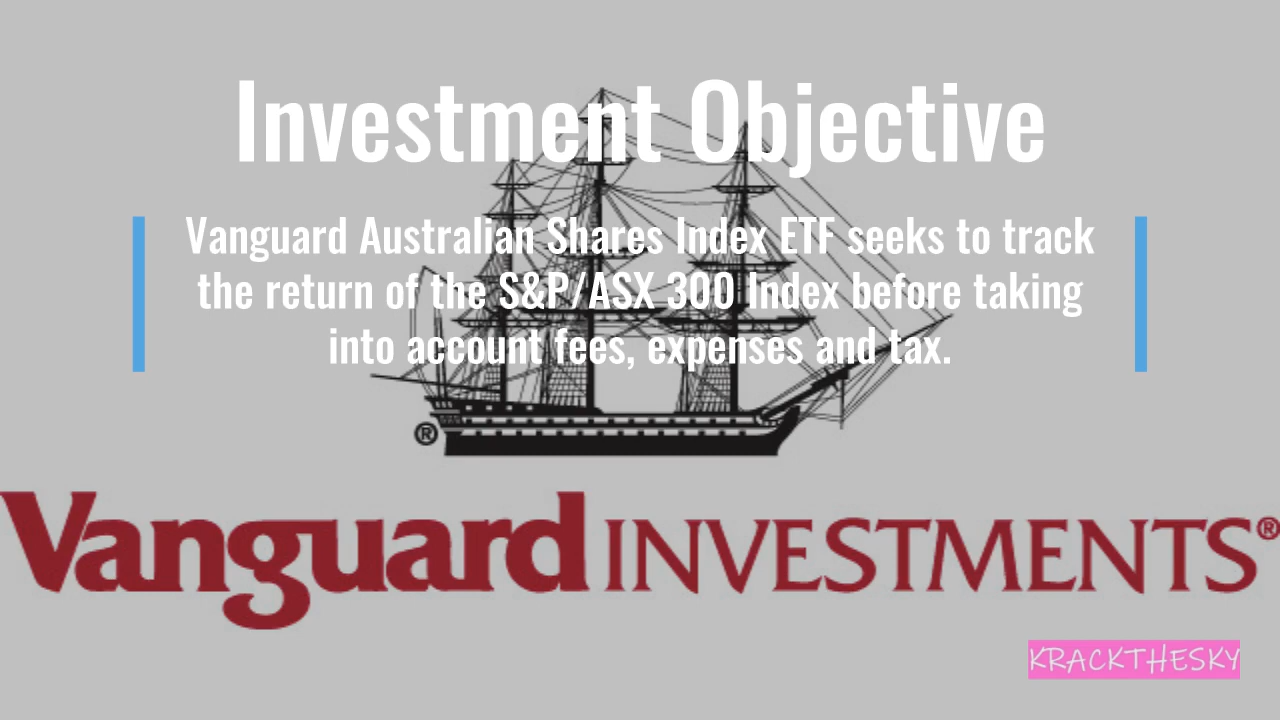 Investment Objective
Vanguard Australian Shares Index ETF seeks to track
the return of the S&P/ASX 300 Index before taking
into account fees, expenses and tax.
®
Vanguard INVESTMENTS®
KRACKTHESKY